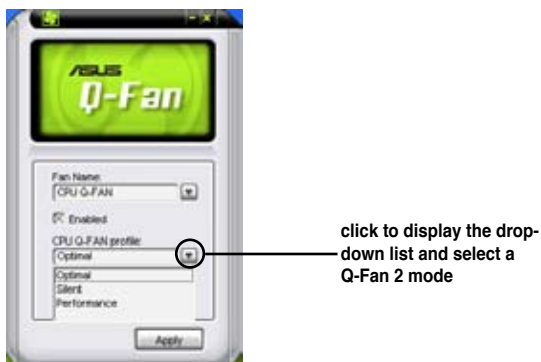 ASUS
Q-Fan
Fan Name:
CPU Q-FAN
Enabled
CPU Q-FAN profile:
Optimal
Optimal
Silent
Performance
Apply
click to display the drop-
down list and select a
Q-Fan 2 mode